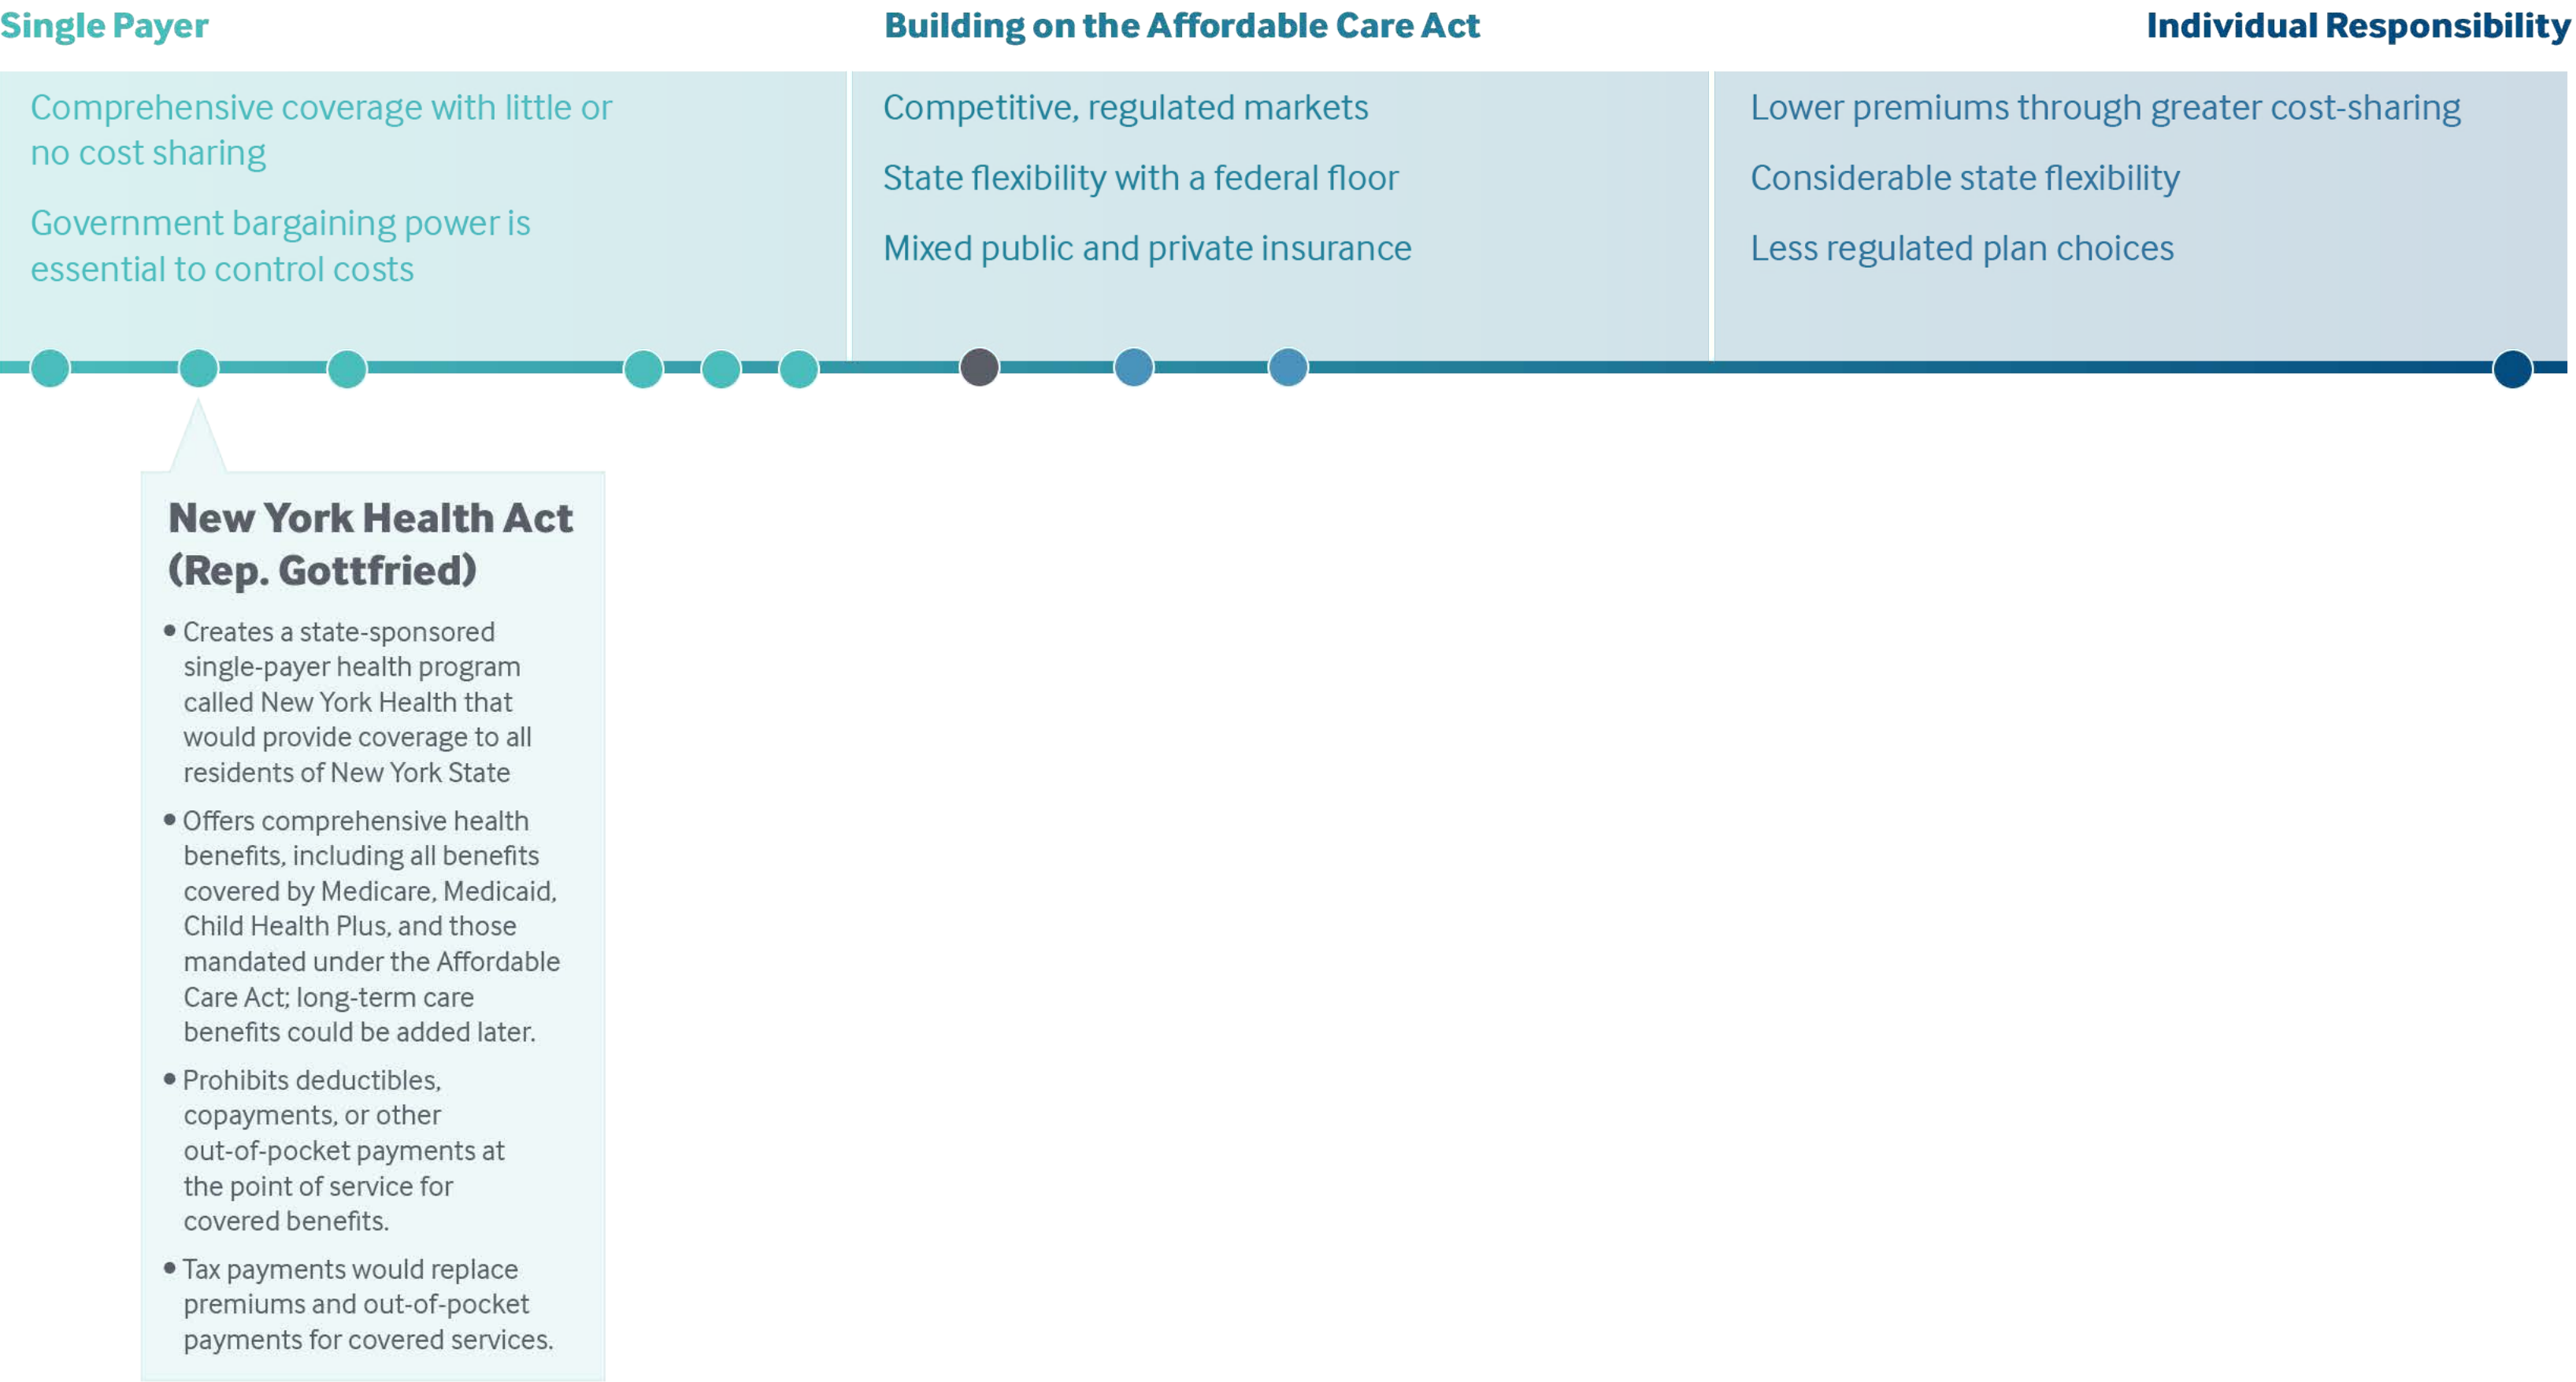 Single Payer
Building on the Affordable Care Act
Individual Responsibility
Comprehensive coverage with little or
no cost sharing
Government bargaining power is
essential to control costs
Competitive, regulated markets
State flexibility with a federal floor
Mixed public and private insurance
Lower premiums through greater cost-sharing
Considerable state flexibility
Less regulated plan choices
New York Health Act
(Rep. Gottfried)
• Creates a state-sponsored
single-payer health program
called New York Health that
would provide coverage to all
residents of New York State
• Offers comprehensive health
benefits, including all benefits
covered by Medicare, Medicaid,
Child Health Plus, and those
mandated under the Affordable
Care Act; long-term care
benefits could be added later.
• Prohibits deductibles,
copayments, or other
out-of-pocket payments at
the point of service for
covered benefits.
• Tax payments would replace
premiums and out-of-pocket
payments for covered services.